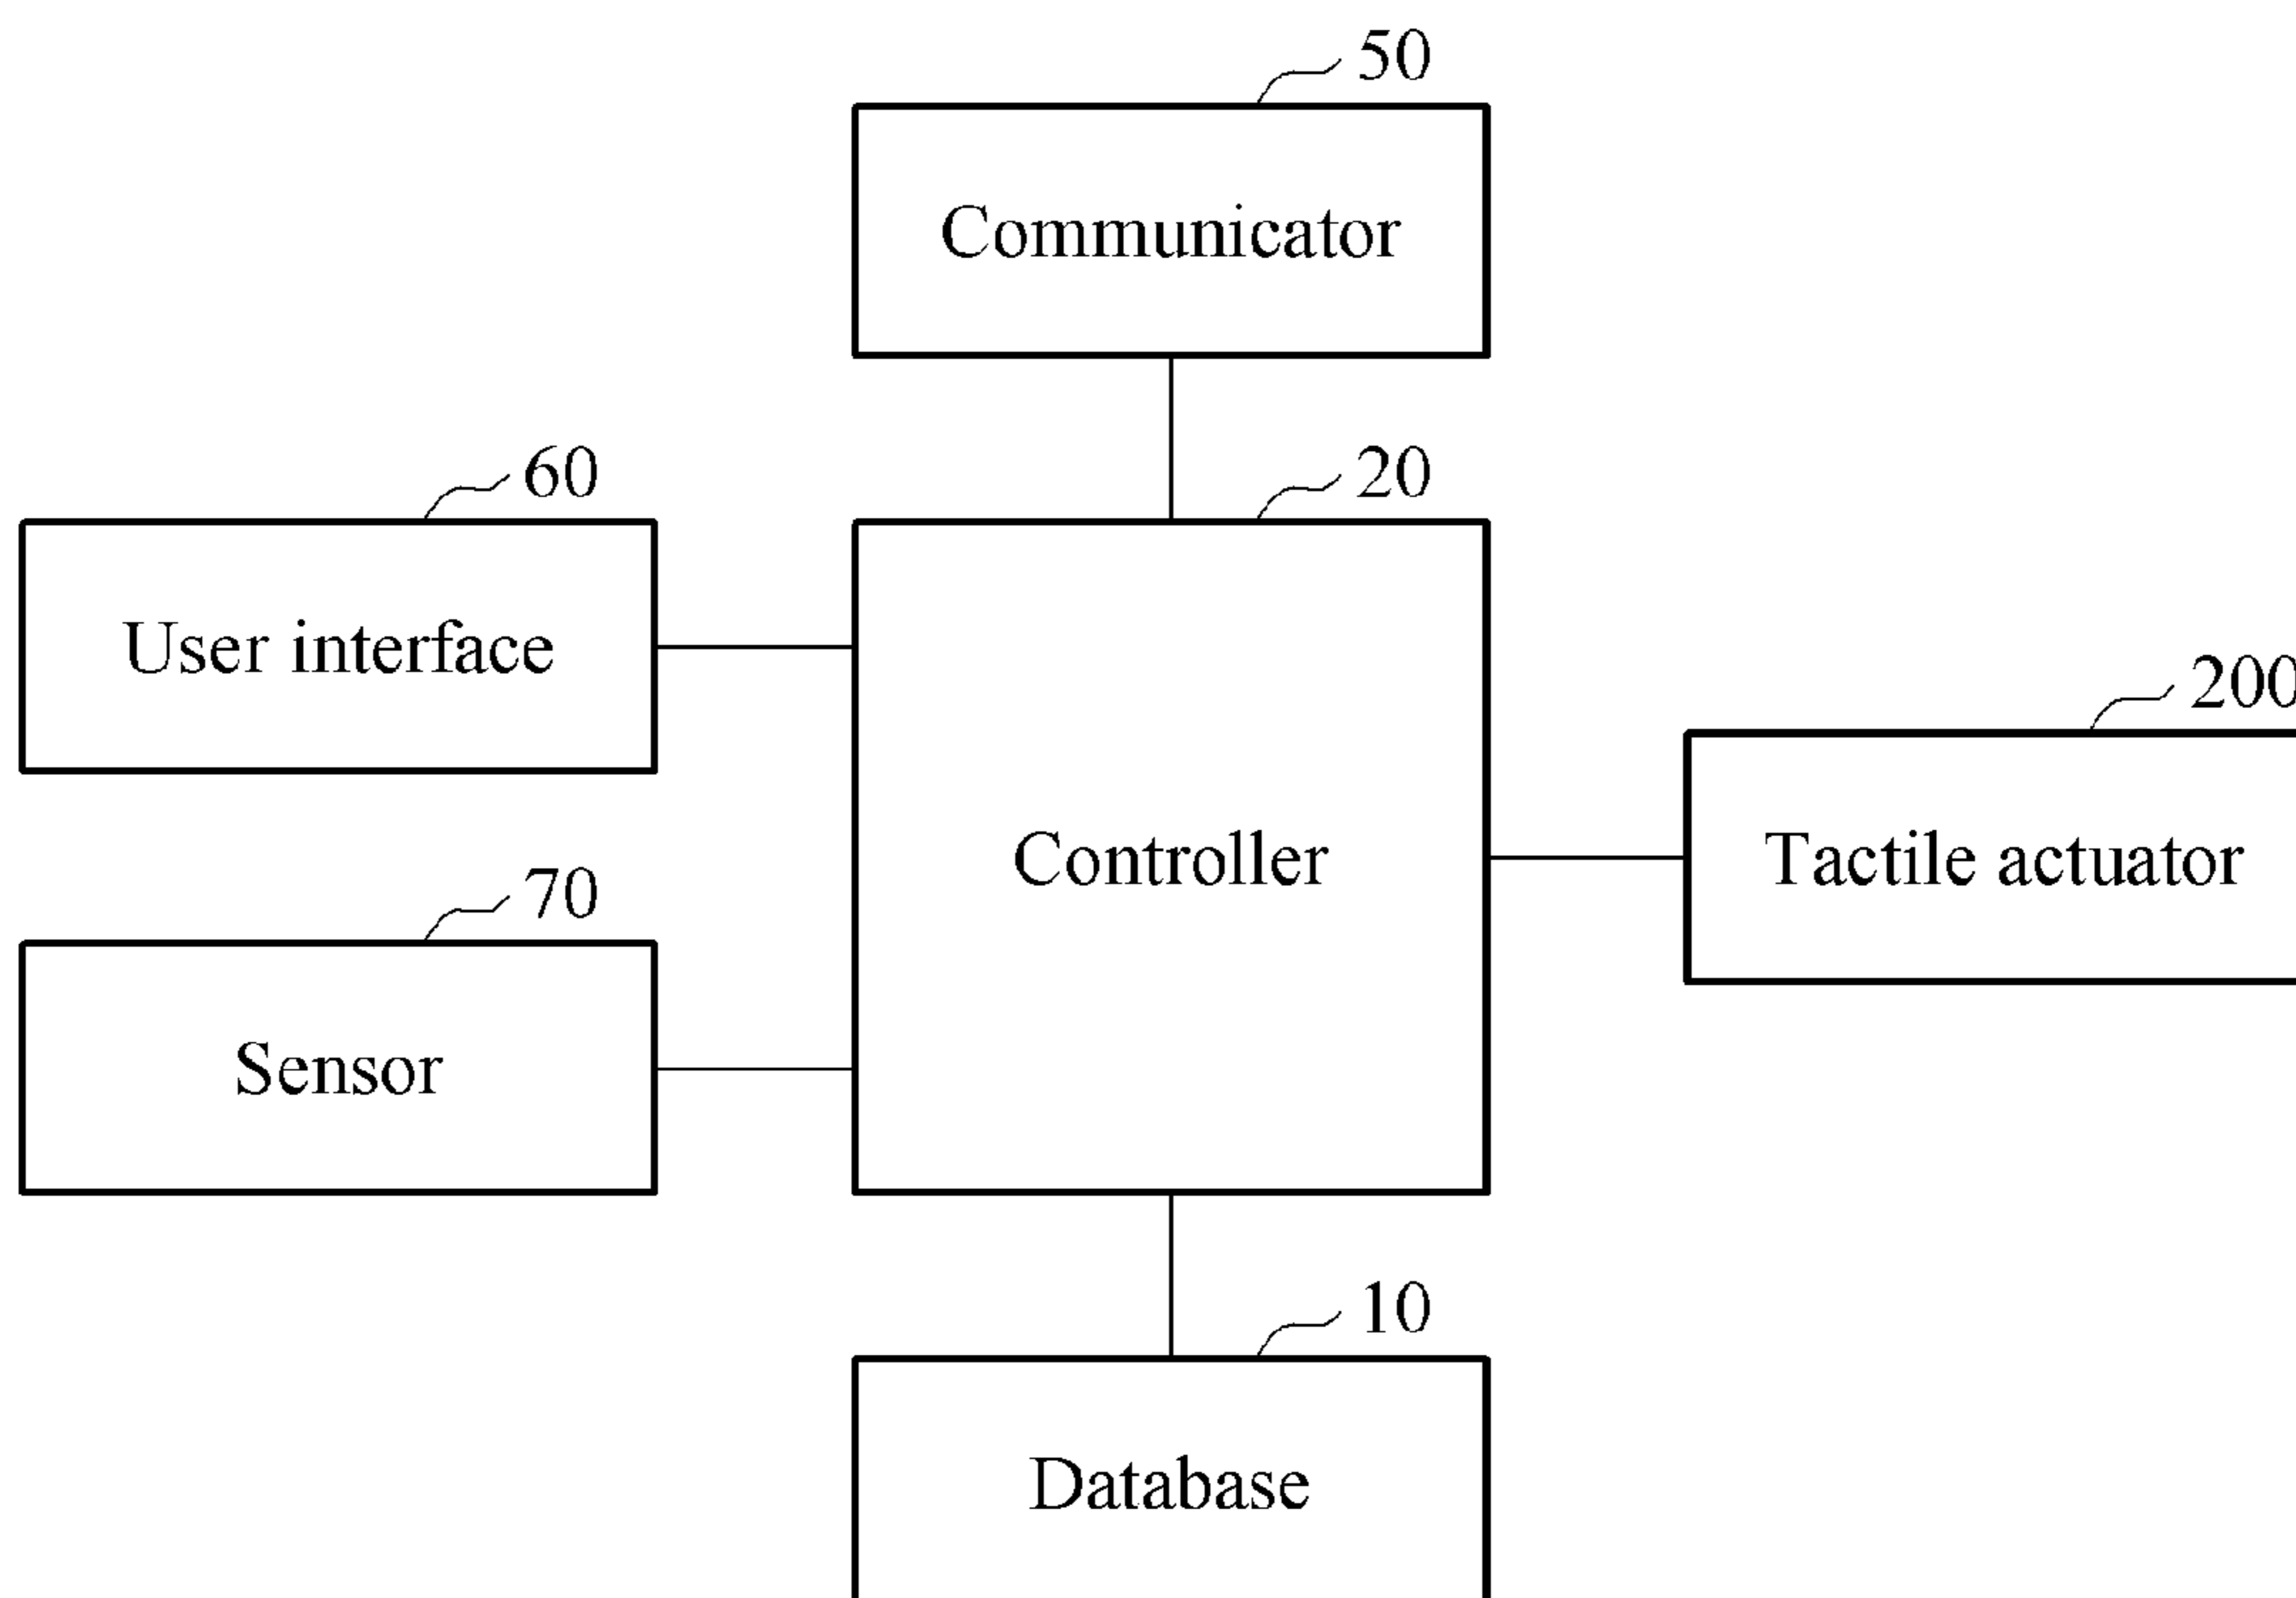 50
Communicator
60
20
User interface
200
Controller
Tactile actuator
70
Sensor
10
Database